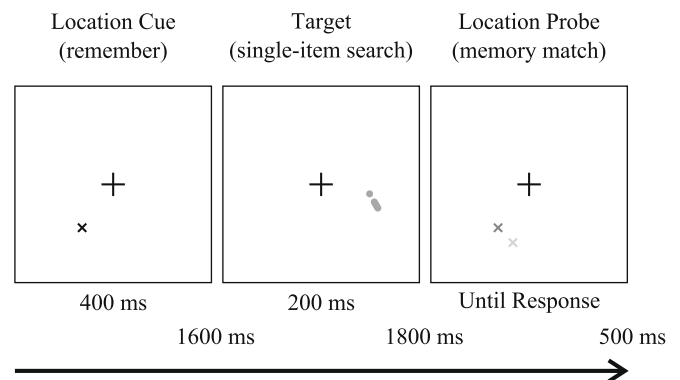 Location Cue
(remember)
Target
(single-item search)
Location Probe
(memory match)
400 ms
200 ms
Until Response
1600 ms
1800 ms
500 ms